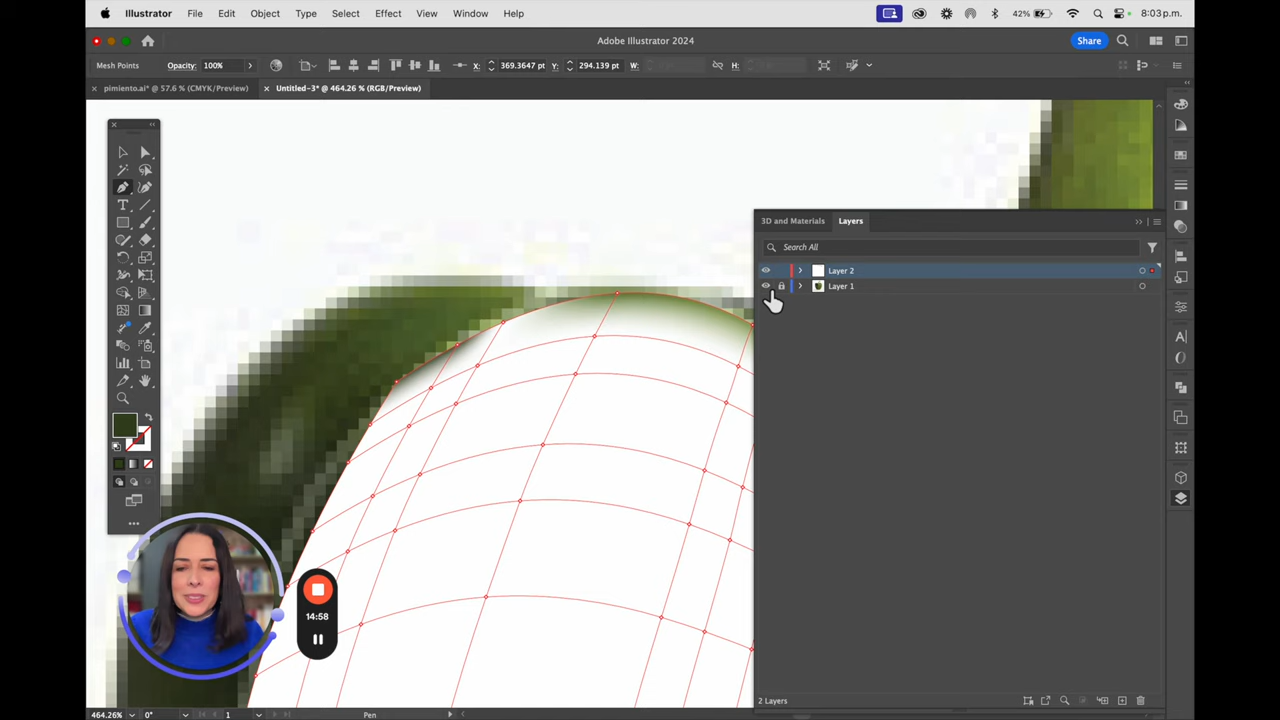 Illustrator File Edit Object Type Select Effect View Window Help 42% 8:03p.m.
Adobe Illustrator 2024
Share
Mesh Points Opacity: 100% X: 369.3647 pt Y: 294.139 pt W: H:
× pimiento.ai* @ 57.6 % (CMYK/Preview) × Untitled-3* @ 464.26 % (RGB/Preview)
3D and Materials Layers
Search All
Layer 2
Layer 1
14:58
2 Layers
464.26% 0° 1 Pen